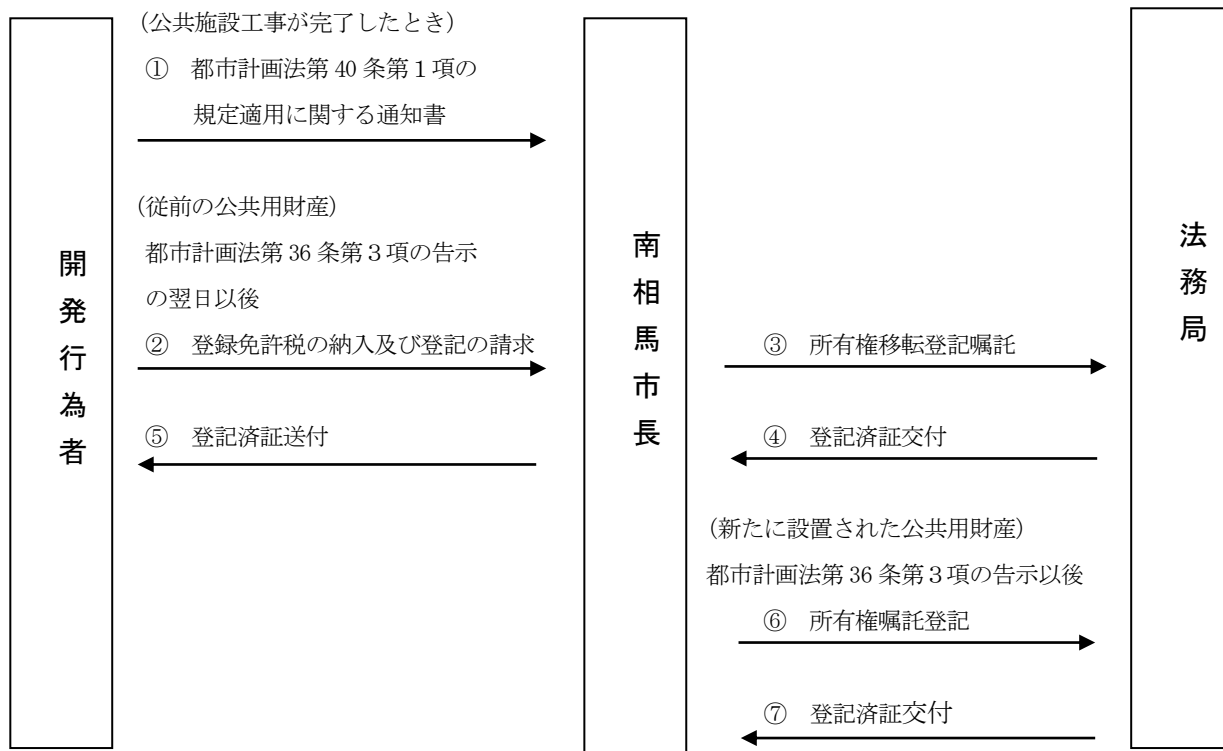 (公共施設工事が完了したとき)
① 都市計画法第 40 条第１項の
規定適用に関する通知書
(従前の公共用財産)
都市計画法第 36 条第３項の告示
の翌日以後
② 登録免許税の納入及び登記の請求
⑤ 登記済証送付
開発行為者
南相馬市長
③ 所有権移転登記嘱託
④ 登記済証交付
(新たに設置された公共用財産)
都市計画法第 36 条第３項の告示以後
⑥ 所有権嘱託登記
⑦ 登記済証交付
法務局